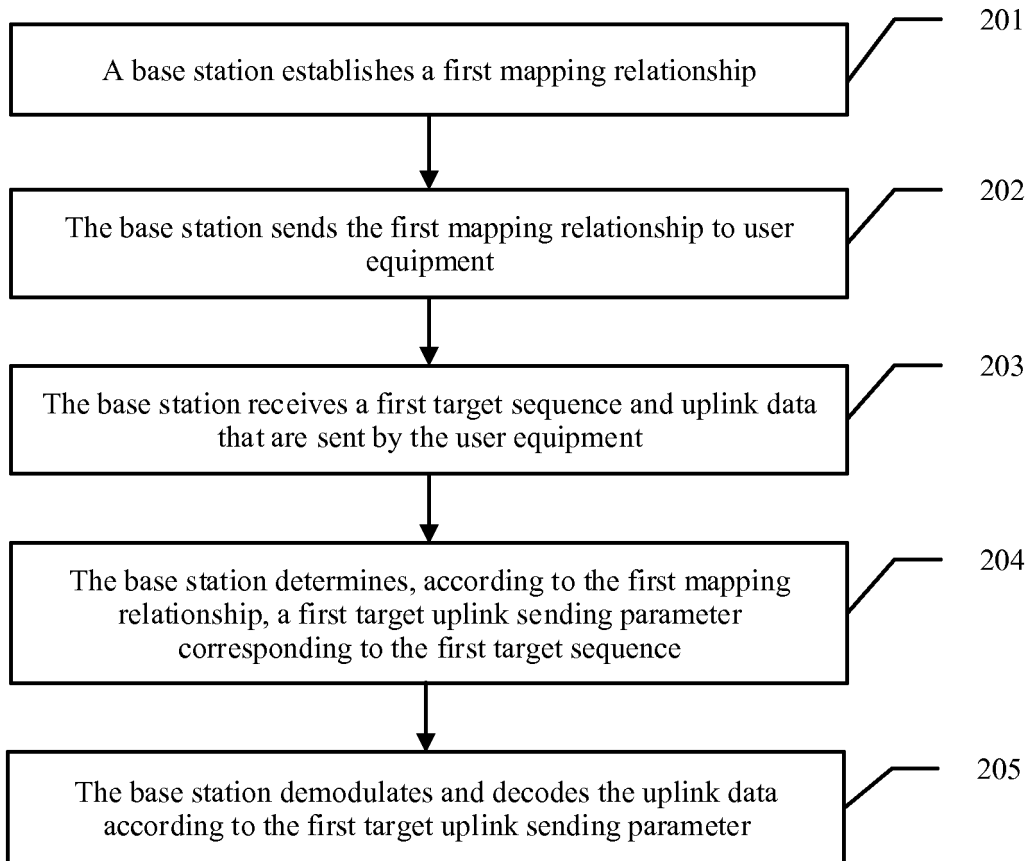 201
A base station establishes a first mapping relationship
202
The base station sends the first mapping relationship to user
equipment
203
The base station receives a first target sequence and uplink data
that are sent by the user equipment
204
The base station determines, according to the first mapping
relationship, a first target uplink sending parameter
corresponding to the first target sequence
205
The base station demodulates and decodes the uplink data
according to the first target uplink sending parameter